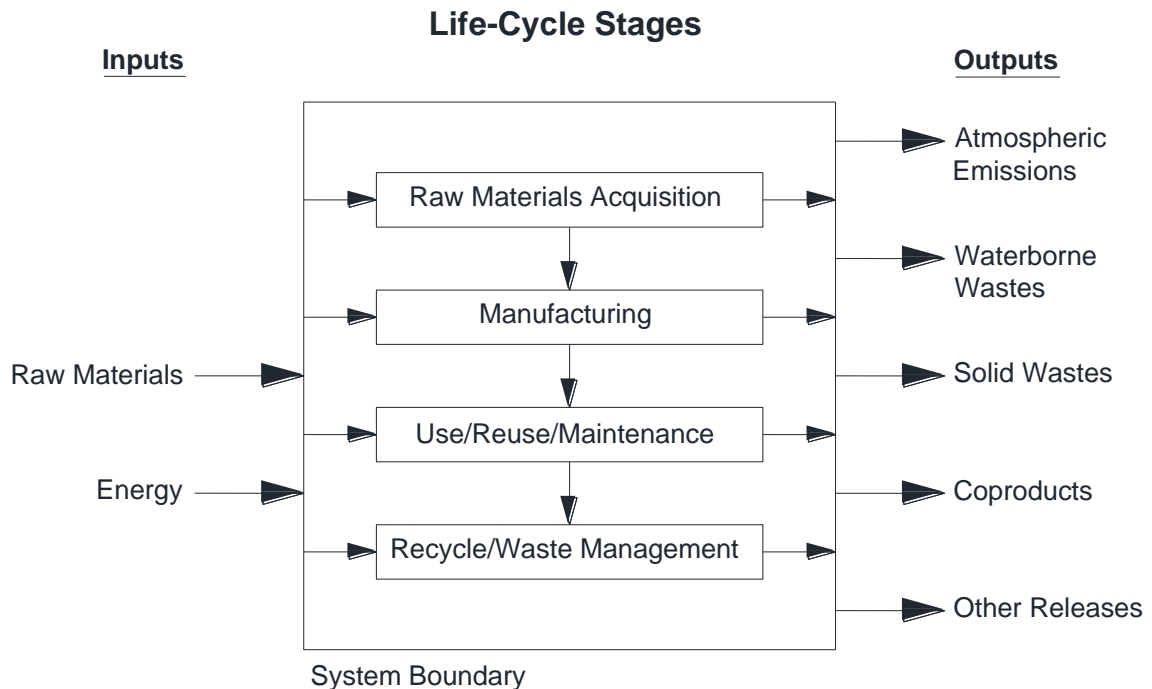 Life-Cycle Stages
Inputs
Outputs
Atmospheric
Emissions
Raw Materials Acquisition
Waterborne
Wastes
Manufacturing
Raw Materials
Solid Wastes
Use/Reuse/Maintenance
Energy
Coproducts
Recycle/Waste Management
Other Releases
System Boundary